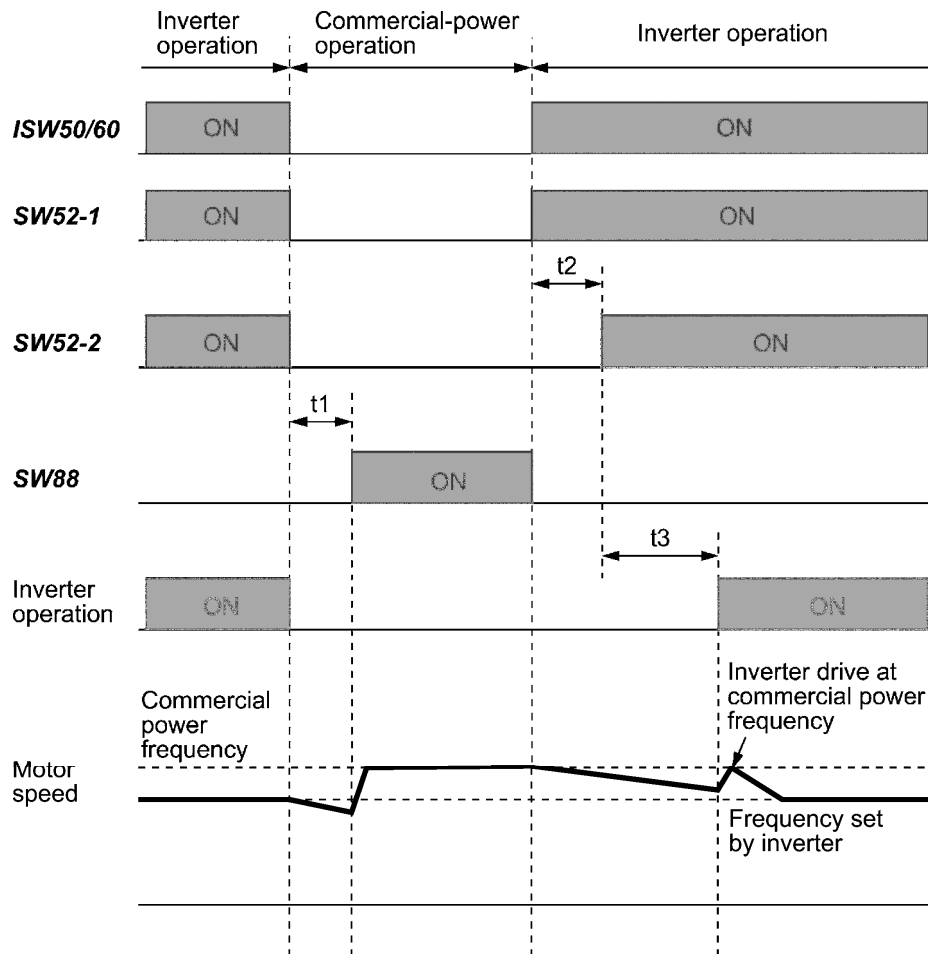 Inverter
operation
Commercial-power
operation
Inverter operation
ISW50/60
ON
ON
SW52-1
ON
ON
t2
SW52-2
ON
ON
t1
SW88
ON
t3
Inverter
operation
ON
ON
Commercial
power
frequency
Inverter drive at
commercial power
frequency
Motor
speed
Frequency set
by inverter